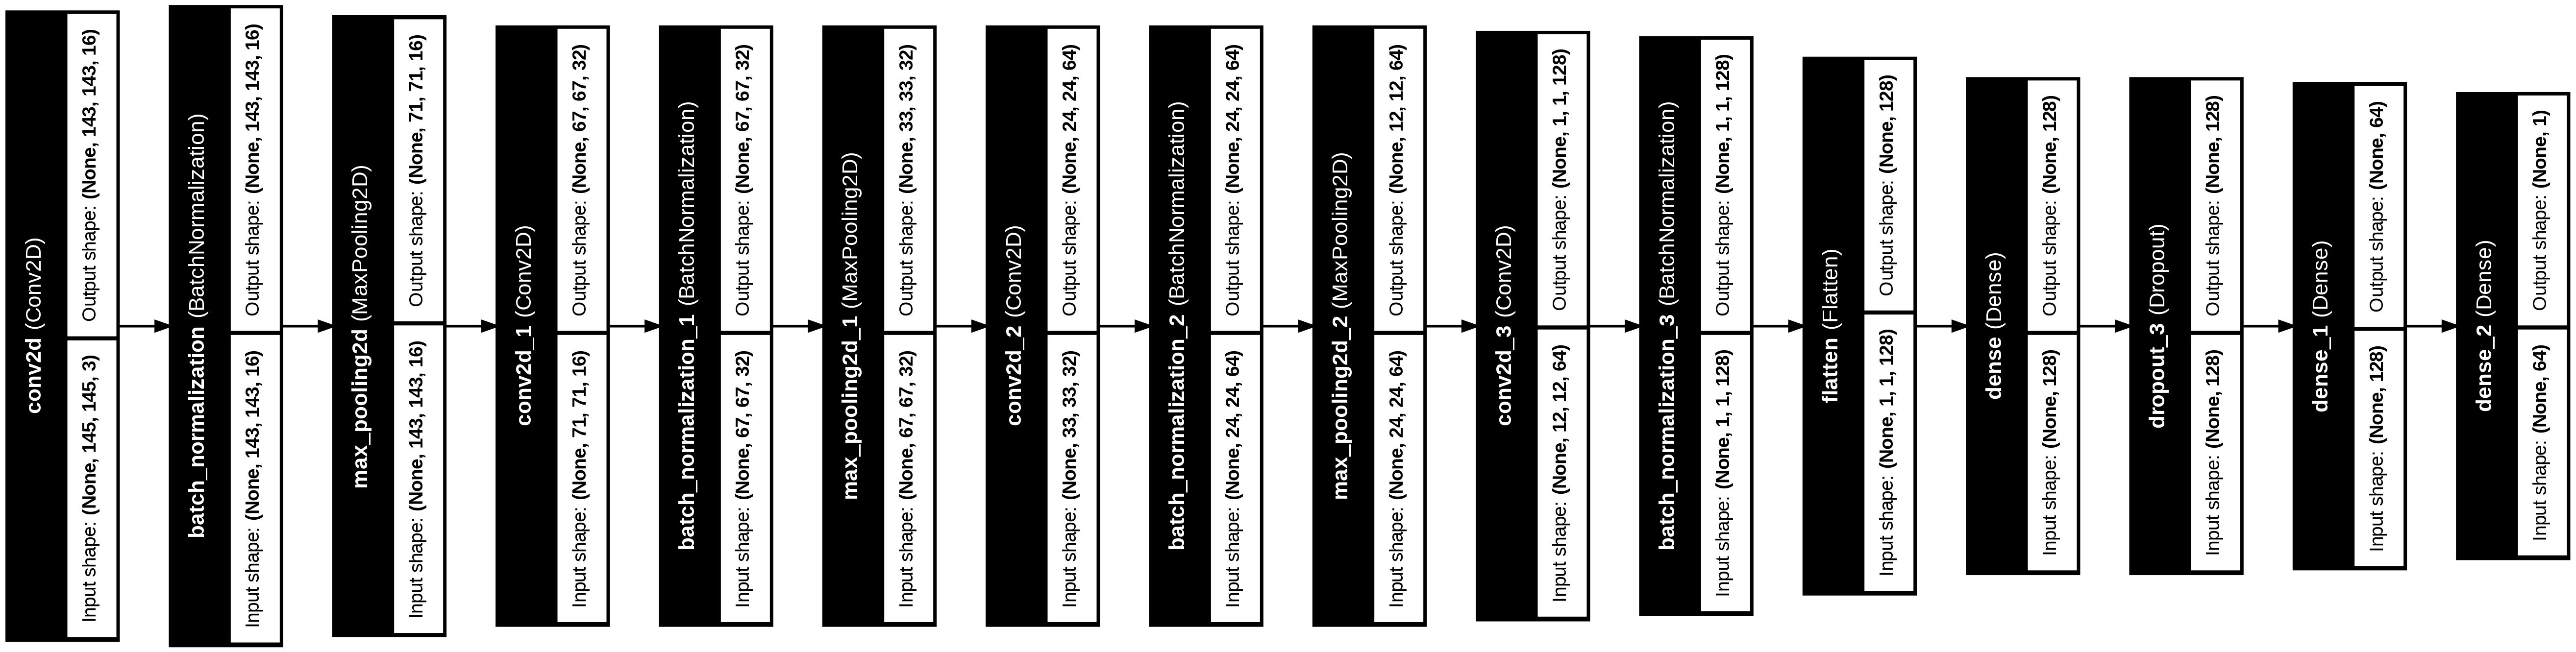 conv2d (Conv2D)
Input shape: (None, 145, 145, 3)
Output shape: (None, 143, 143, 16)
batch_normalization (BatchNormalization)
Input shape: (None, 143, 143, 16)
Output shape: (None, 143, 143, 16)
max_pooling2d (MaxPooling2D)
Input shape: (None, 143, 143, 16)
Output shape: (None, 71, 71, 16)
conv2d_1 (Conv2D)
Input shape: (None, 71, 71, 16)
Output shape: (None, 67, 67, 32)
batch_normalization_1 (BatchNormalization)
Input shape: (None, 67, 67, 32)
Output shape: (None, 67, 67, 32)
max_pooling2d_1 (MaxPooling2D)
Input shape: (None, 67, 67, 32)
Output shape: (None, 33, 33, 32)
conv2d_2 (Conv2D)
Input shape: (None, 33, 33, 32)
Output shape: (None, 24, 24, 64)
batch_normalization_2 (BatchNormalization)
Input shape: (None, 24, 24, 64)
Output shape: (None, 24, 24, 64)
max_pooling2d_2 (MaxPooling2D)
Input shape: (None, 24, 24, 64)
Output shape: (None, 12, 12, 64)
conv2d_3 (Conv2D)
Input shape: (None, 12, 12, 64)
Output shape: (None, 1, 1, 128)
batch_normalization_3 (BatchNormalization)
Input shape: (None, 1, 1, 128)
Output shape: (None, 1, 1, 128)
flatten (Flatten)
Input shape: (None, 1, 1, 128)
Output shape: (None, 128)
dense (Dense)
Input shape: (None, 128)
Output shape: (None, 128)
dropout_3 (Dropout)
Input shape: (None, 128)
Output shape: (None, 128)
dense_1 (Dense)
Input shape: (None, 128)
Output shape: (None, 64)
dense_2 (Dense)
Input shape: (None, 64)
Output shape: (None, 1)